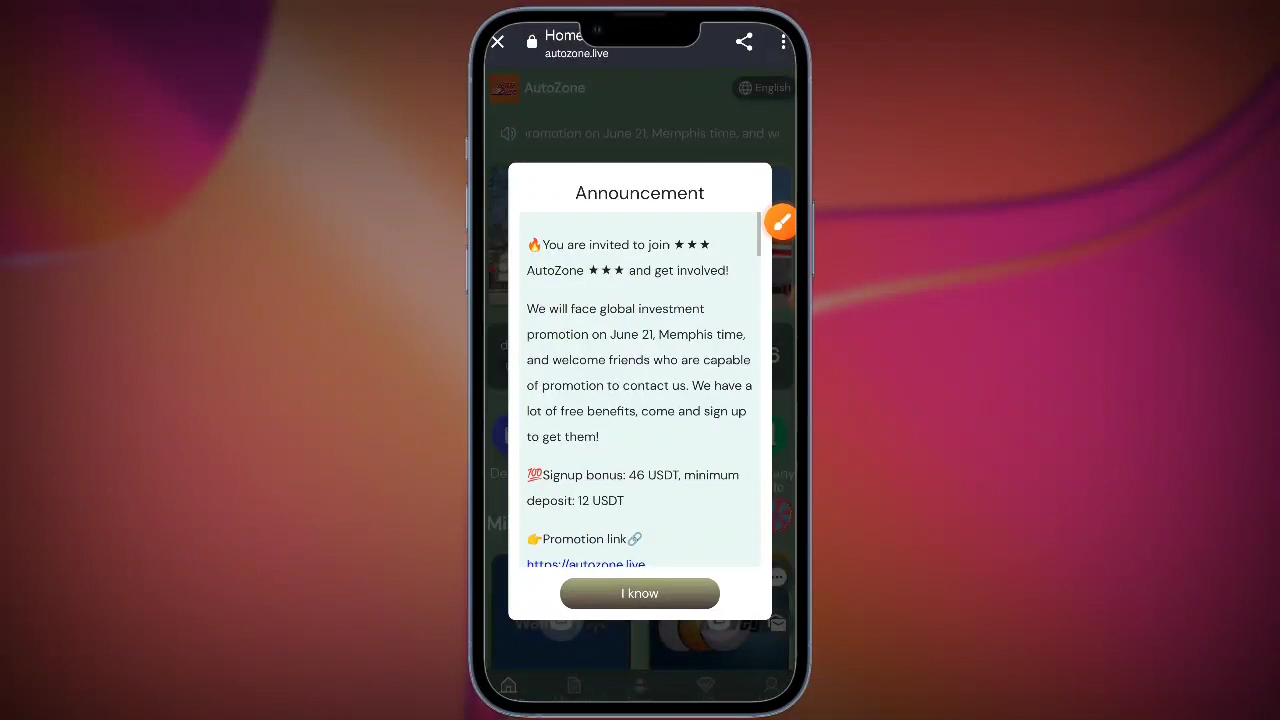 Home
autozone.live
AutoZone
English
romotion on June 21, Memphis time, and w
Announcement
🔥You are invited to join ★★★
AutoZone ★★★ and get involved!
We will face global investment
promotion on June 21, Memphis time,
and welcome friends who are capable
of promotion to contact us. We have a
lot of free benefits, come and sign up
to get them!
💯Signup bonus: 46 USDT, minimum
deposit: 12 USDT
👉Promotion link🔗
https://autozone.live
I know